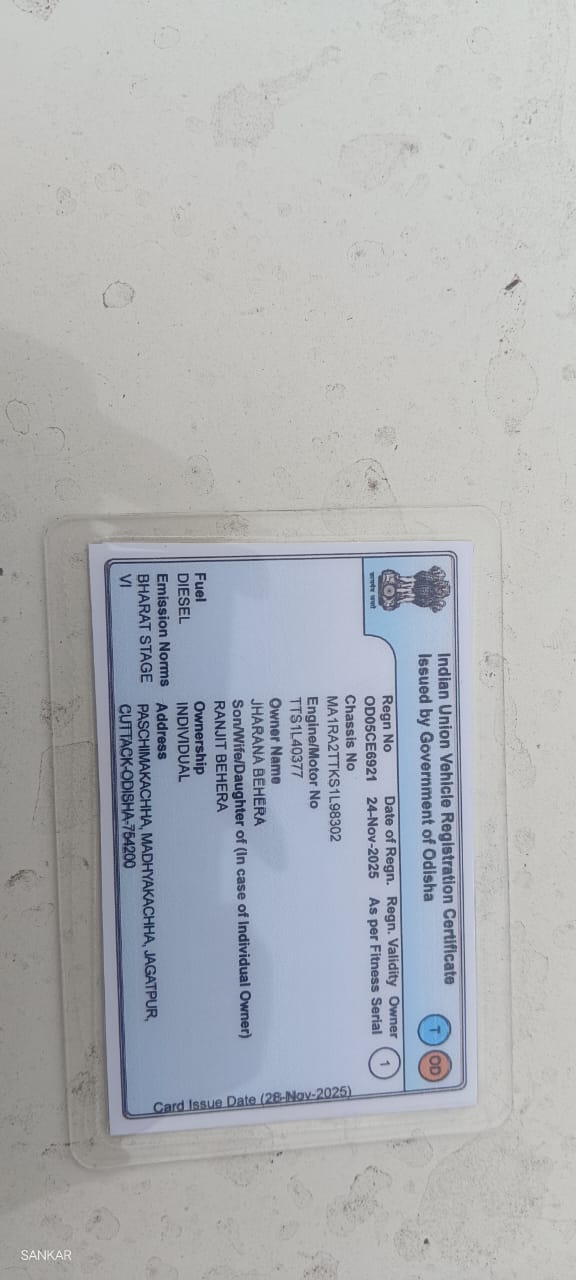 Indian Union Vehicle Registration Certificate
Issued by Government of Odisha
T OD
सत्यमेव जयते
Regn No Date of Regn. Regn. Validity Owner
OD05CE6921 24-Nov-2025 As per Fitness Serial
1
Chassis No
MA1RA2TTKS1L98302
Engine/Motor No
TTS1L40377
Owner Name
JHARANA BEHERA
Son/Wife/Daughter of (In case of Individual Owner)
RANJIT BEHERA
Fuel Ownership
DIESEL INDIVIDUAL
Emission Norms Address
BHARAT STAGE PASCHIMAKACHHA, MADHYAKACHHA, JAGATPUR,
VI CUTTACK-ODISHA-754200
Card Issue Date (28-Nov-2025)
SANKAR